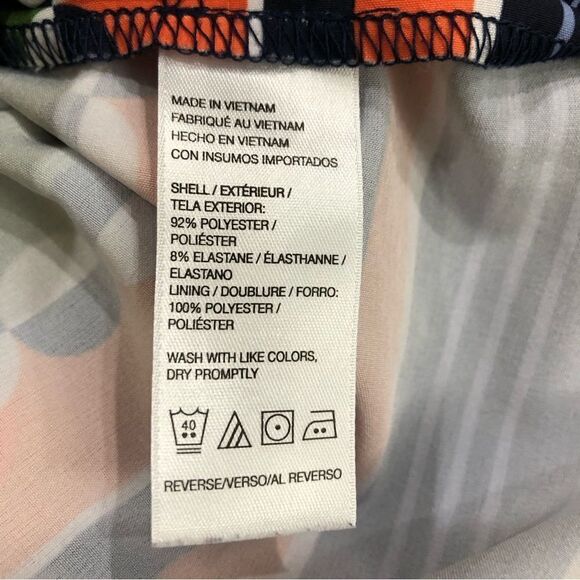 MADE IN VIETNAM
FABRIQUÉ AU VIETNAM
HECHO EN VIETNAM
CON INSUMOS IMPORTADOS
SHELL / EXTÉRIEUR /
TELA EXTERIOR:
92% POLYESTER /
POLIÉSTER
8% ELASTANE / ÉLASTHANNE /
ELASTANO
LINING / DOUBLURE / FORRO:
100% POLYESTER /
POLIÉSTER
WASH WITH LIKE COLORS,
DRY PROMPTLY
40
REVERSE/VERSO/AL REVERSO